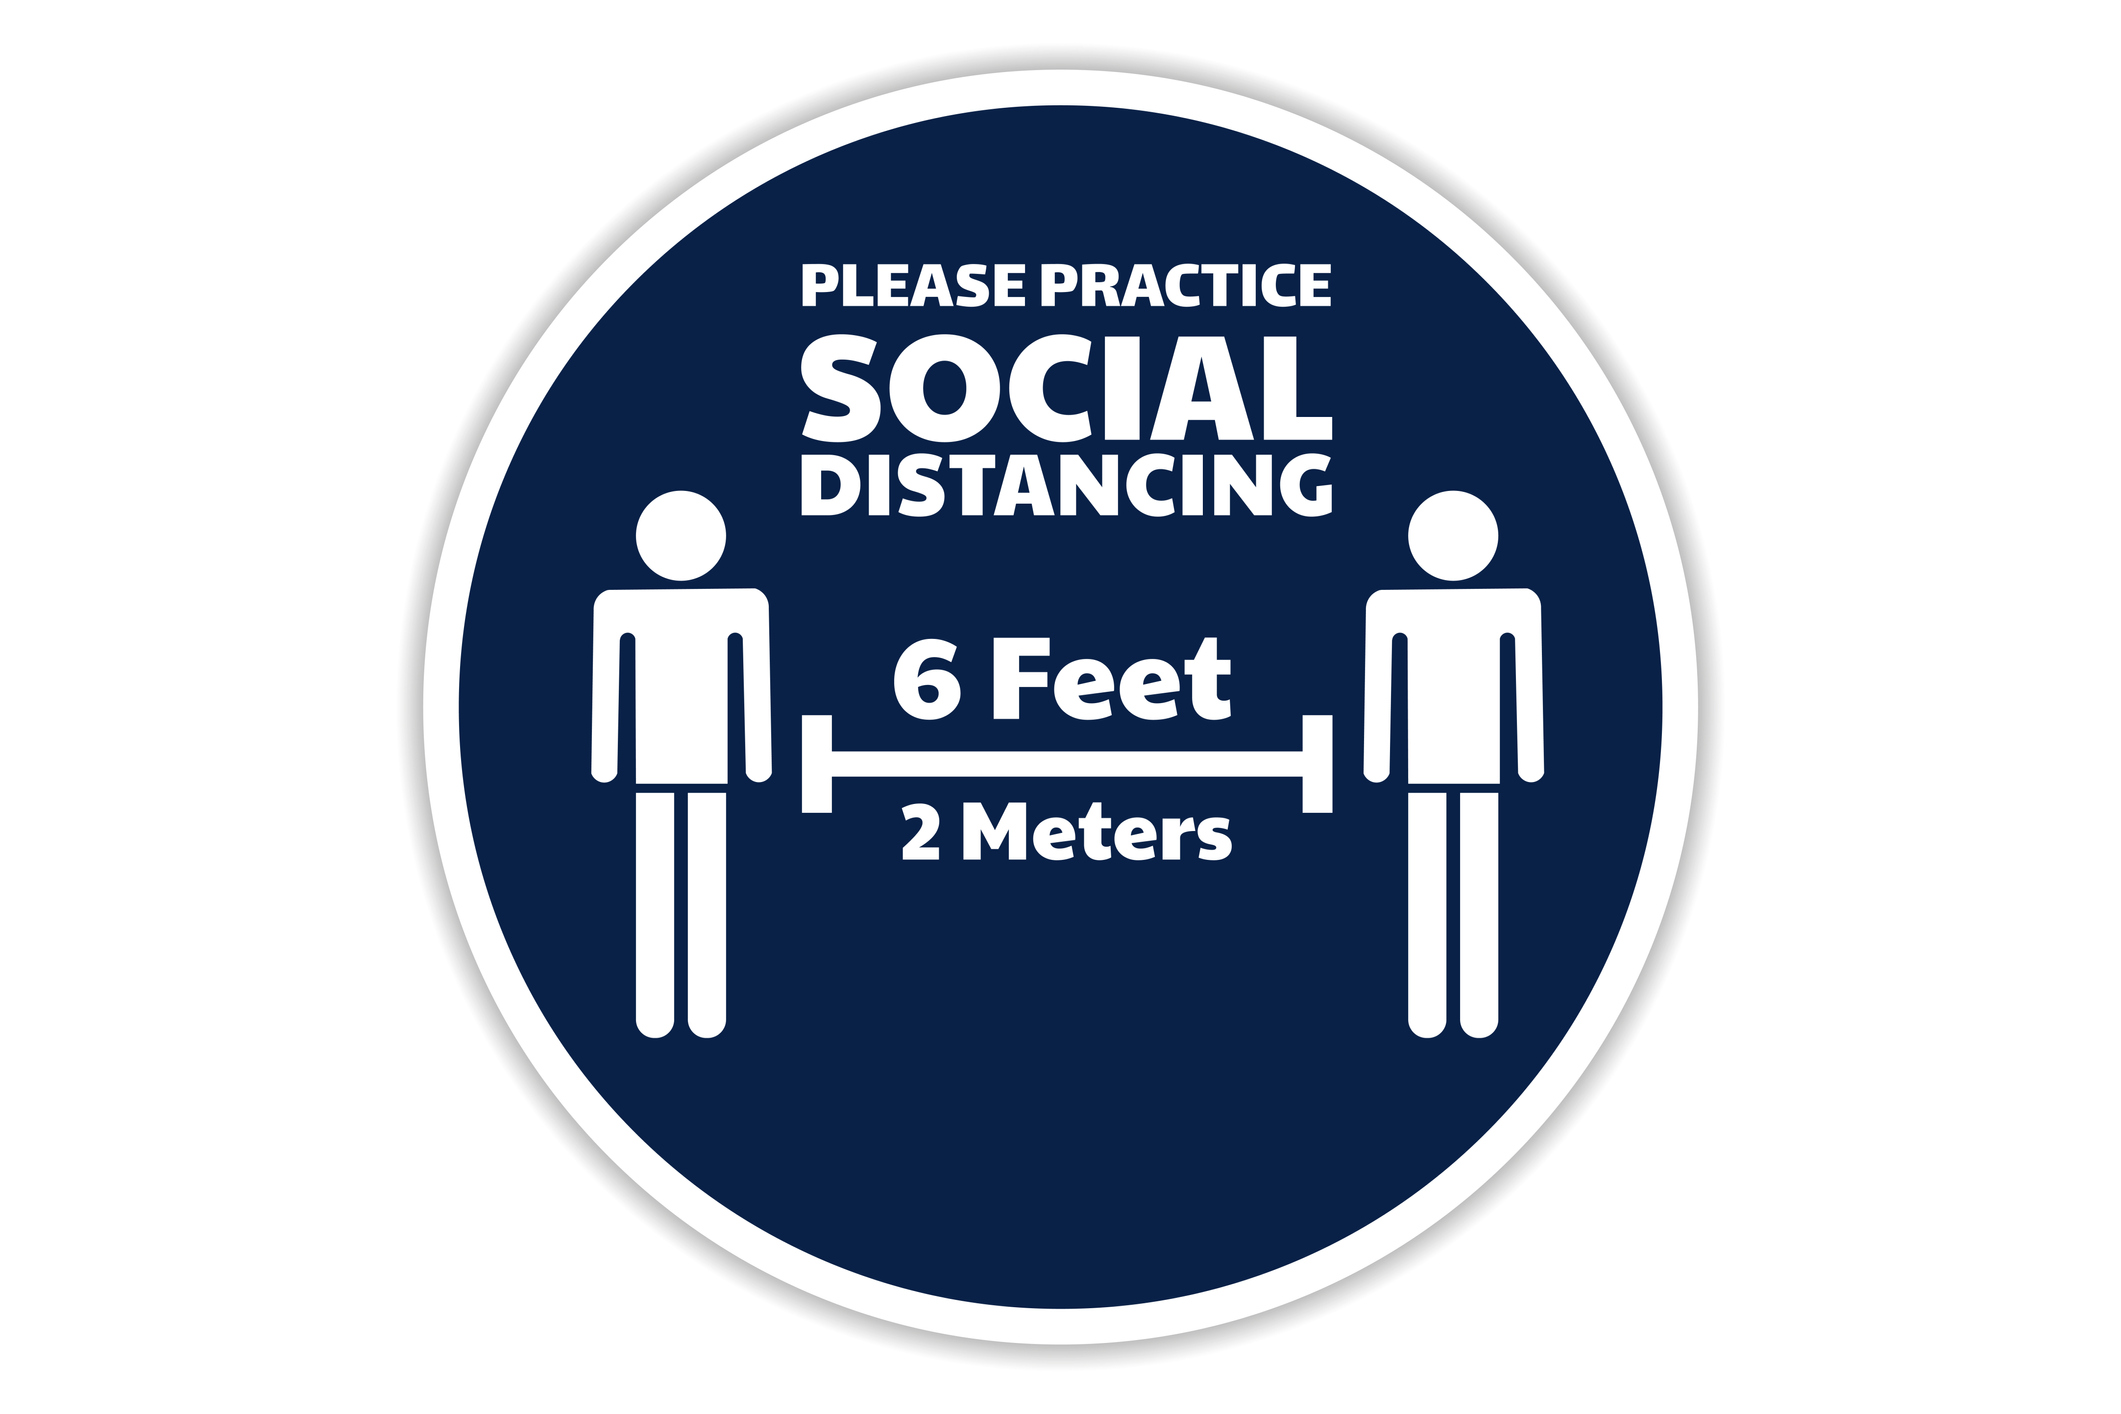 PLEASE PRACTICE
SOCIAL
DISTANCING
6 Feet
2 Meters